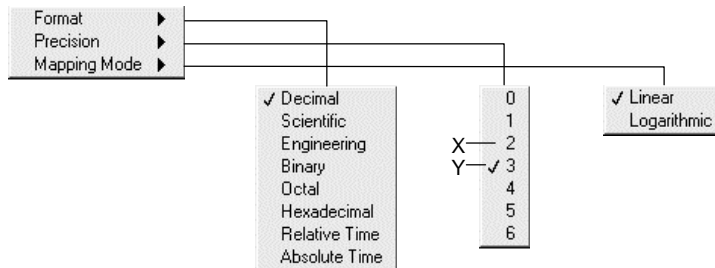 Format
Precision
Mapping Mode
✓ Decimal
Scientific
Engineering
Binary
Octal
Hexadecimal
Relative Time
Absolute Time
0
1
X 2
Y ✓ 3
4
5
6
✓ Linear
Logarithmic